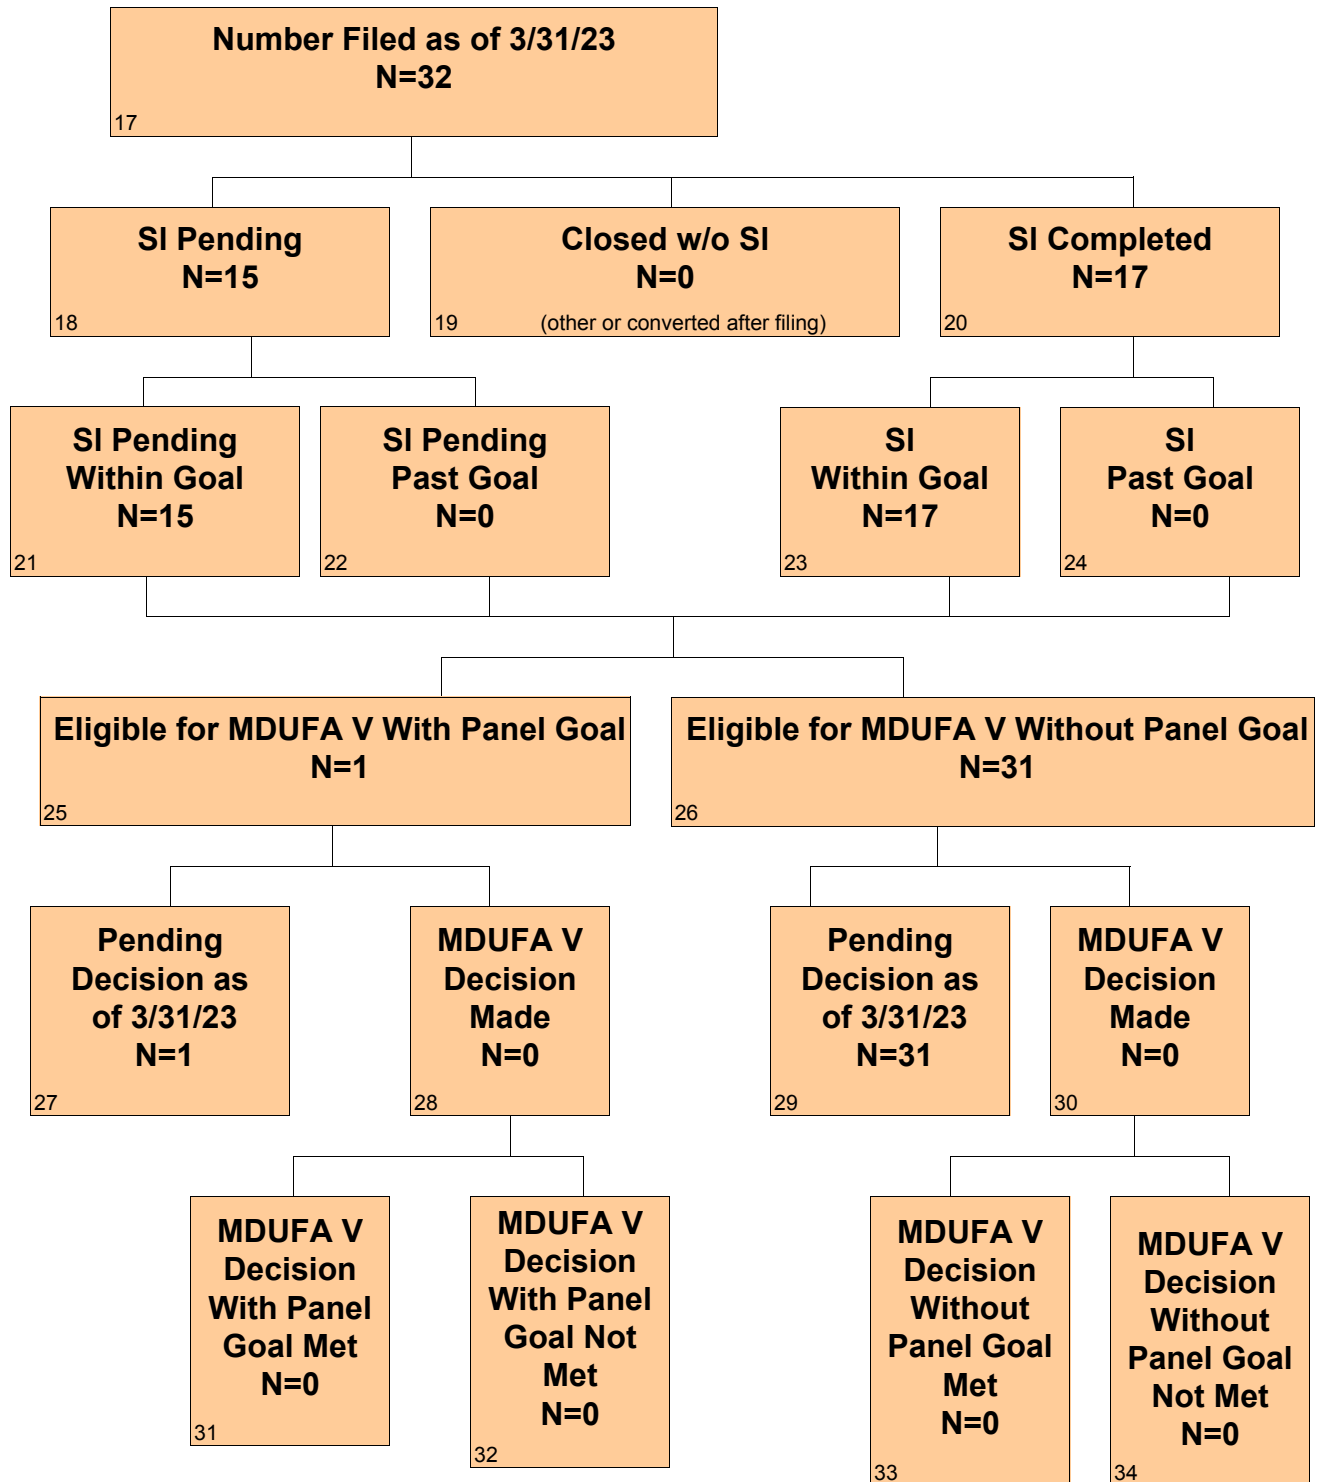 Number Filed as of 3/31/23
N=32
17
SI Pending
N=15
18
Closed w/o SI
N=0
19
(other or converted after filing)
SI Completed
N=17
20
SI Pending
Within Goal
N=15
21
SI Pending
Past Goal
N=0
22
SI
Within Goal
N=17
23
SI
Past Goal
N=0
24
Eligible for MDUFA V With Panel Goal
N=1
25
Eligible for MDUFA V Without Panel Goal
N=31
26
Pending
Decision as
of 3/31/23
N=1
27
MDUFA V
Decision
Made
N=0
28
Pending
Decision as
of 3/31/23
N=31
29
MDUFA V
Decision
Made
N=0
30
MDUFA V
Decision
With Panel
Goal Met
N=0
31
MDUFA V
Decision
With Panel
Goal Not
Met
N=0
32
MDUFA V
Decision
Without
Panel Goal
Met
N=0
33
MDUFA V
Decision
Without
Panel Goal
Not Met
N=0
34